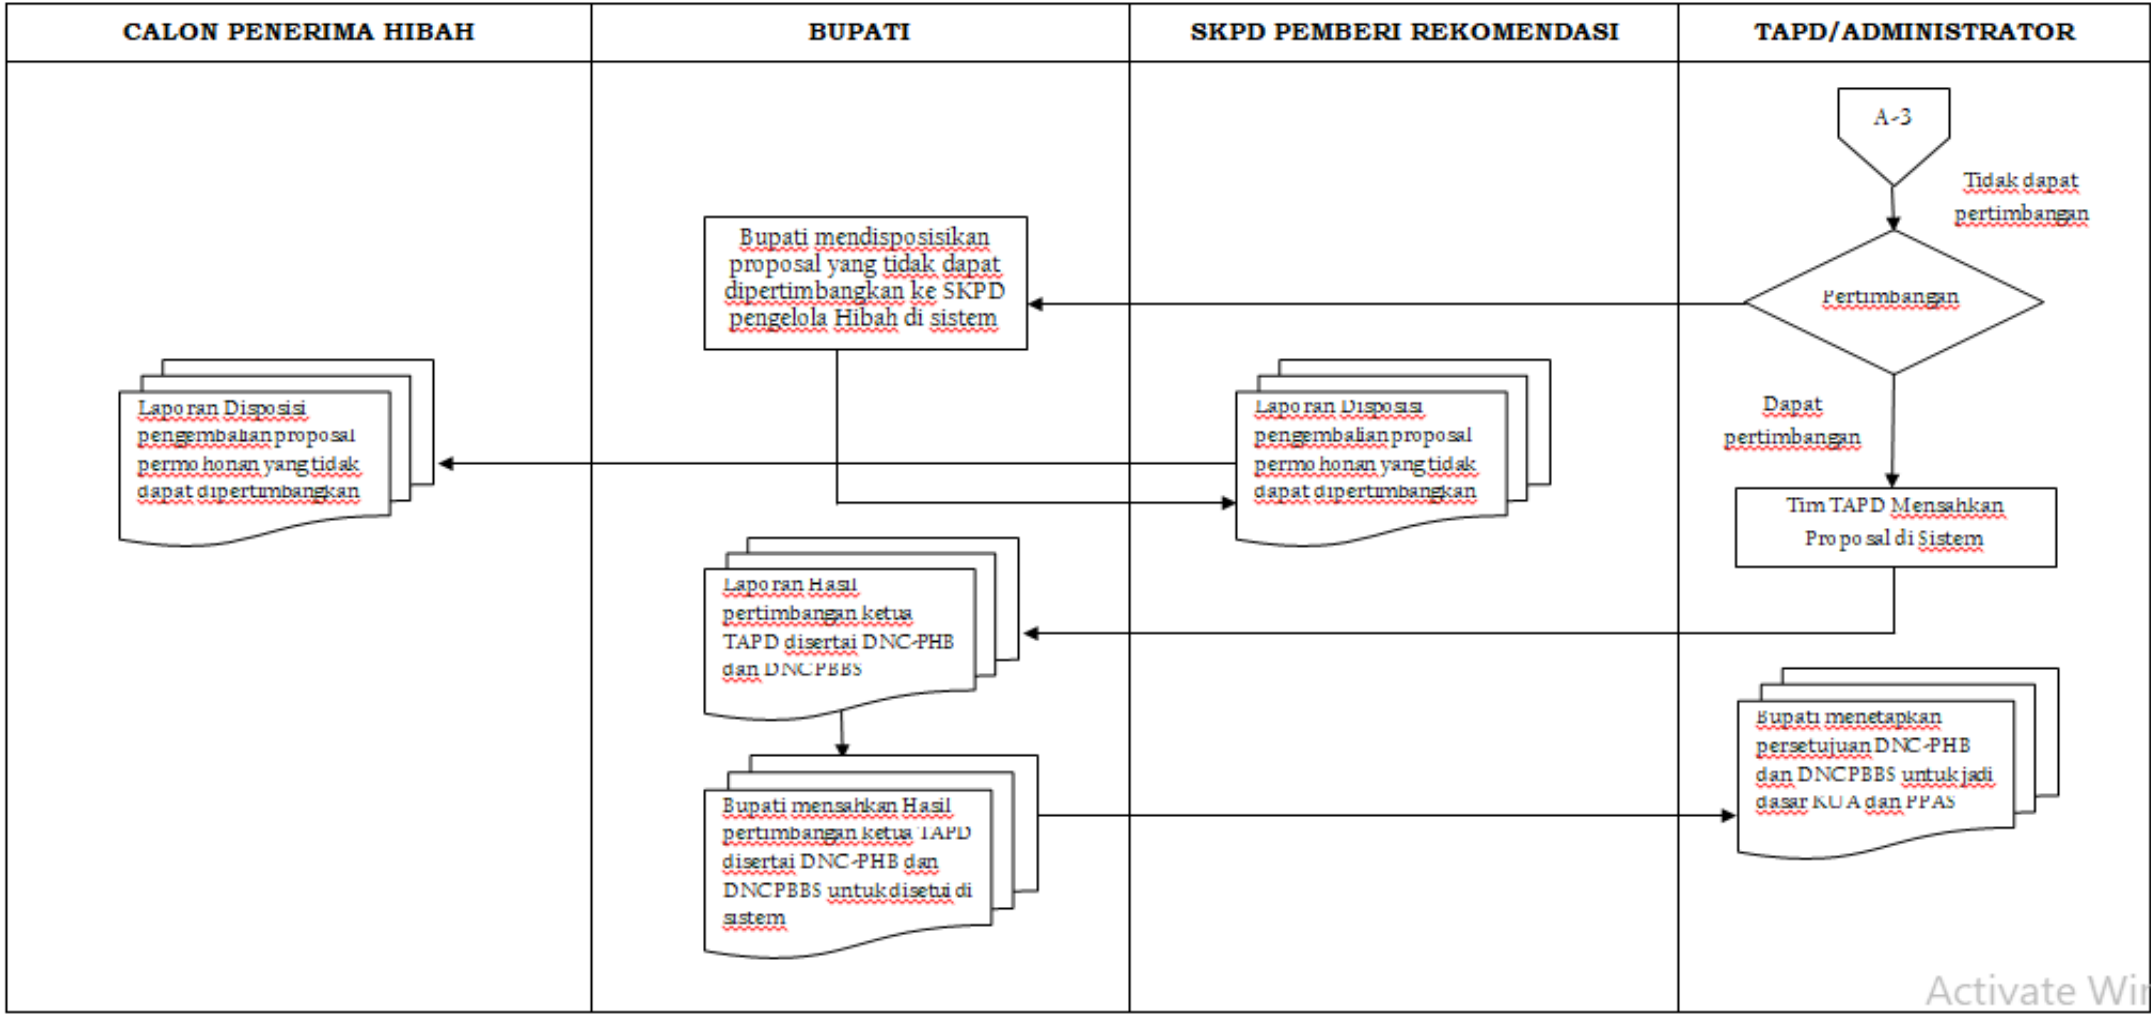 CALON PENERIMA HIBAH
BUPATI
SKPD PEMBERI REKOMENDASI
TAPD/ADMINISTRATOR
A-3
Tidak dapat
pertimbangan
Pertimbangan
Bupati mendisposisikan
proposal yang tidak dapat
dipertimbangkan ke SKPD
pengelola Hibah di sistem
Laporan Disposisi
pengembalian proposal
permohonan yang tidak
dapat dipertimbangkan
Laporan Disposisi
pengembalian proposal
permohonan yang tidak
dapat dipertimbangkan
Dapat
pertimbangan
Tim TAPD Mensahkan
Proposal di Sistem
Laporan Hasil
pertimbangan ketua
TAPD disertai DNC-PHB
dan DNCPBBS
Bupati mensahkan Hasil
pertimbangan ketua TAPD
disertai DNC-PHB dan
DNCPBBS untuk disetui di
sistem
Bupati menetapkan
persetujuan DNC-PHB
dan DNCPBBS untuk jadi
dasar KUA dan PPAS
Activate Win